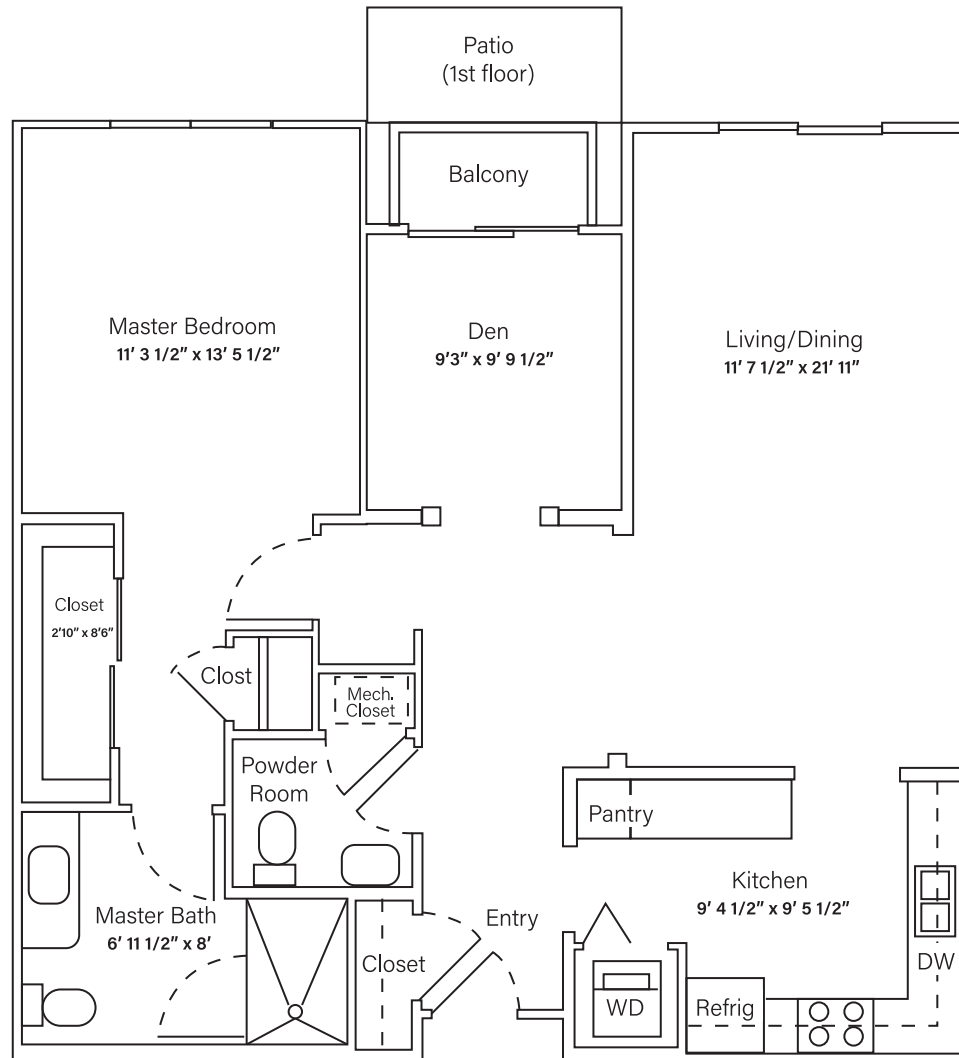 Patio
(1st floor)
Balcony
Master Bedroom
11′ 3 1/2″ x 13′ 5 1/2″
Den
9′3″ x 9′ 9 1/2″
Living/Dining
11′ 7 1/2″ x 21′ 11″
Closet
2′10″ x 8′6″
Clost
Mech.
Closet
Powder
Room
Pantry
Kitchen
9′ 4 1/2″ x 9′ 5 1/2″
Master Bath
6′ 11 1/2″ x 8′
Entry
Closet
WD
Refrig
DW